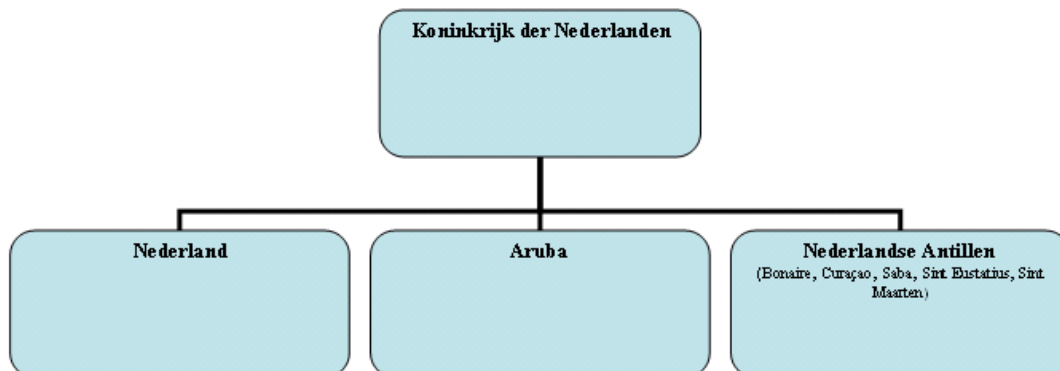 Koninkrijk der Nederlanden
Nederland
Aruba
Nederlandse Antillen
(Bonaire, Curaçao, Saba, Sint Eustatius, Sint
Maarten)